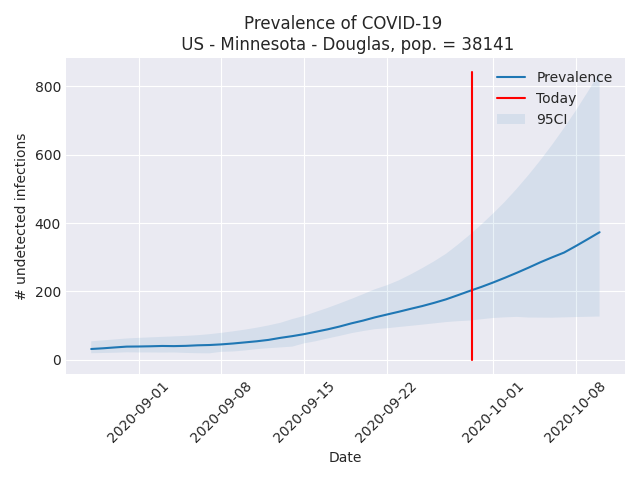 Prevalence of COVID-19
US - Minnesota - Douglas, pop. = 38141
Prevalence
Today
95CI
# undetected infections
800
600
400
200
0
2020-09-01
2020-09-08
2020-09-15
2020-09-22
2020-10-01
2020-10-08
Date